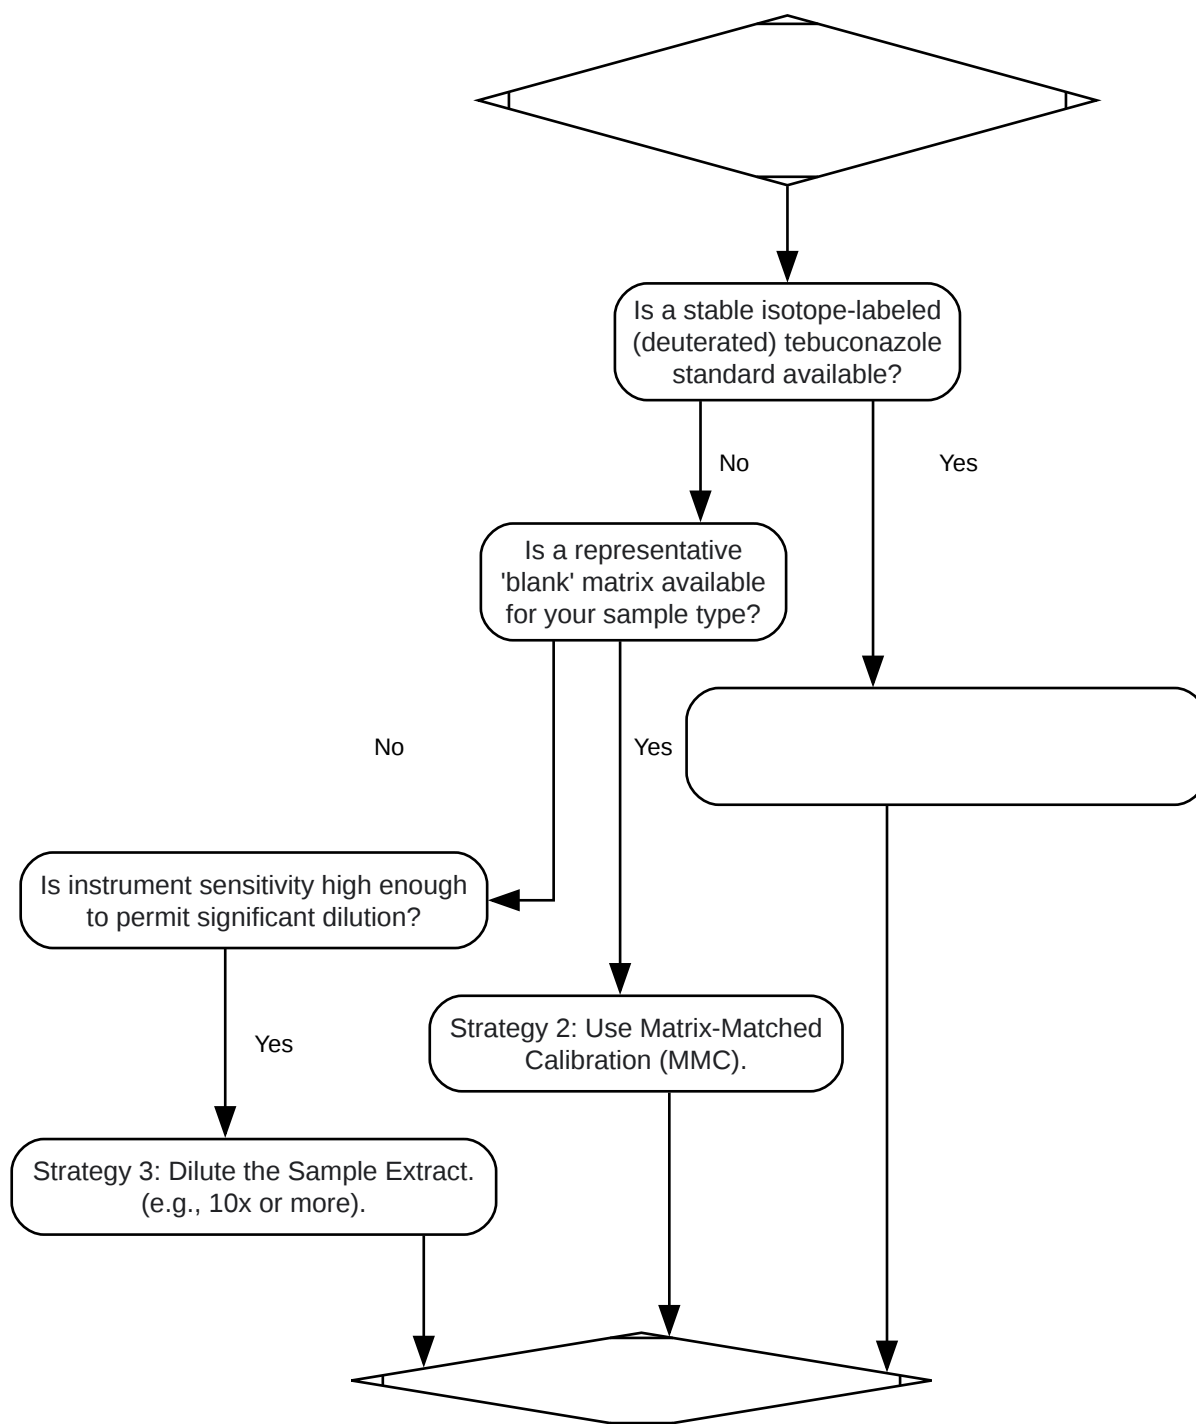 Is a stable isotope-labeled
(deuterated) tebuconazole
standard available?
No
Yes
Is a representative
'blank' matrix available
for your sample type?
No
Yes
Is instrument sensitivity high enough
to permit significant dilution?
Strategy 2: Use Matrix-Matched
Calibration (MMC).
Yes
Strategy 3: Dilute the Sample Extract.
(e.g., 10x or more).